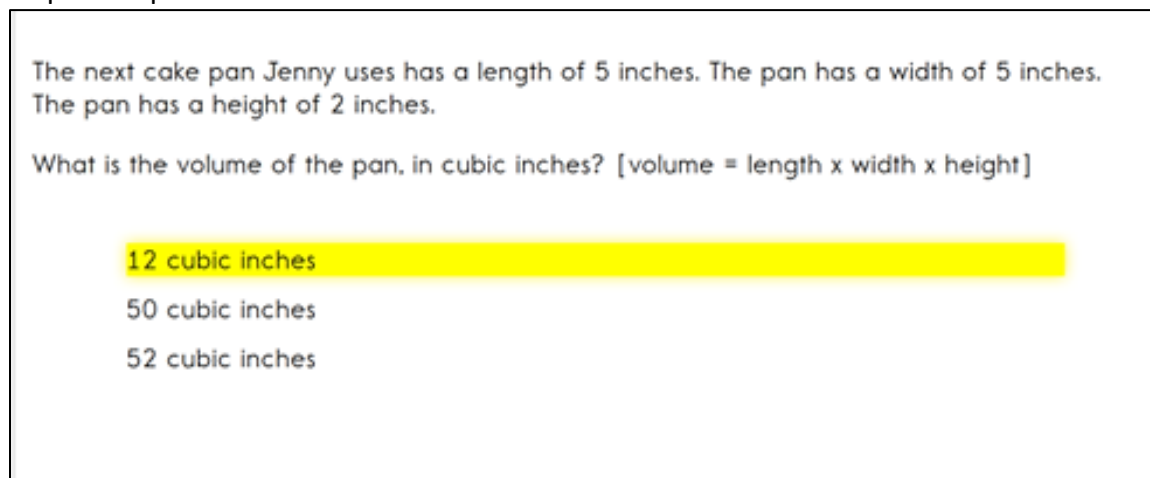 The next cake pan Jenny uses has a length of 5 inches. The pan has a width of 5 inches.
The pan has a height of 2 inches.
What is the volume of the pan, in cubic inches? [volume = length x width x height]
12 cubic inches
50 cubic inches
52 cubic inches